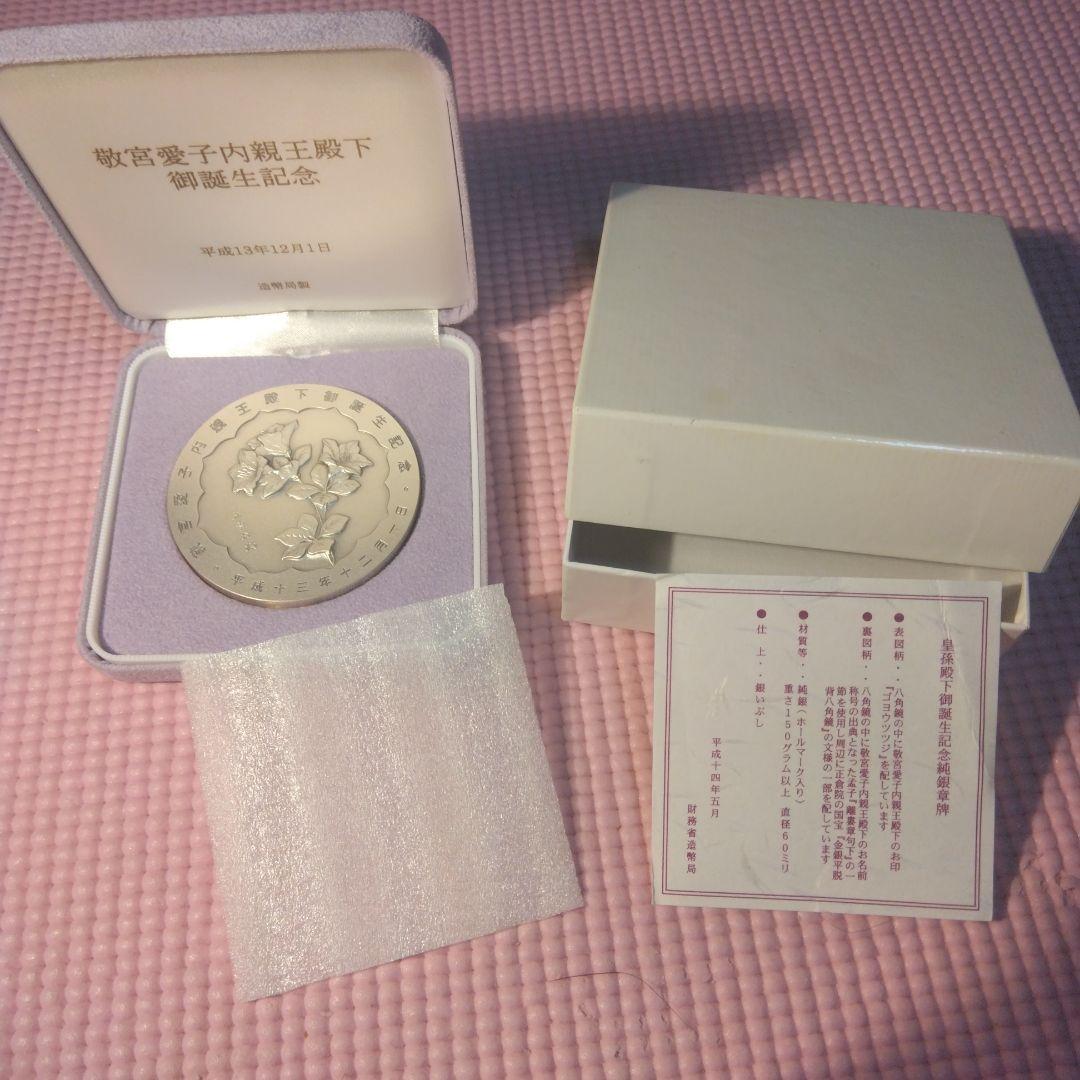 敬宮愛子内親王殿下
御誕生記念
平成13年12月1日
造幣局製
敬宮愛子内親王殿下御誕生記念・平成十三年十二月一日・
皇孫殿下御誕生記念純銀章牌
●表図柄・・八角鏡の中に敬宮愛子内親王殿下のお印
『ゴヨウツツジ』を配しています
●裏図柄・・八角鏡の中に敬宮愛子内親王殿下のお名前
称号の出典となった孟子『離婁章句下』の一
節を使用し周辺に正倉院の国宝『金銀平脱
背八角鏡』の文様の一部を配しています
●材質等・・純銀(ホールマーク入り)
重さ150グラム以上 直径60ミリ
●仕 上・・銀いぶし
平成十四年五月
財務省造幣局